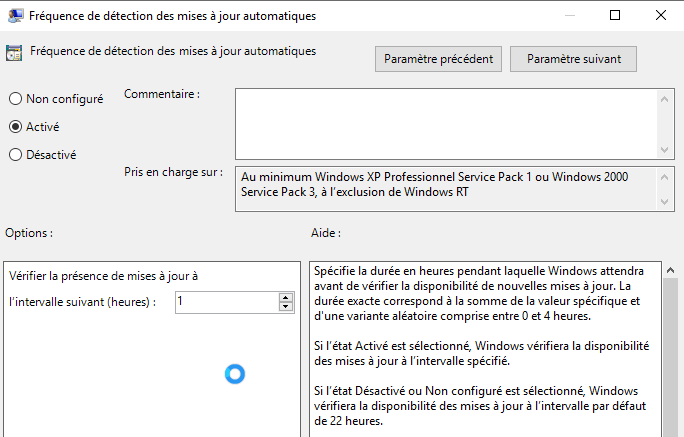 Fréquence de détection des mises à jour automatiques
Fréquence de détection des mises à jour automatiques
Paramètre précédent
Paramètre suivant
Non configuré
Commentaire :
Activé
Désactivé
Pris en charge sur :
Au minimum Windows XP Professionnel Service Pack 1 ou Windows 2000
Service Pack 3, à l'exclusion de Windows RT
Options :
Aide :
Vérifier la présence de mises à jour à
l'intervalle suivant (heures) :
1
Spécifie la durée en heures pendant laquelle Windows attendra
avant de vérifier la disponibilité de nouvelles mises à jour. La
durée exacte correspond à la somme de la valeur spécifique et
d'une variante aléatoire comprise entre 0 et 4 heures.
Si l'état Activé est sélectionné, Windows vérifiera la disponibilité
des mises à jour à l'intervalle spécifié.
Si l'état Désactivé ou Non configuré est sélectionné, Windows
vérifiera la disponibilité des mises à jour à l'intervalle par défaut
de 22 heures.